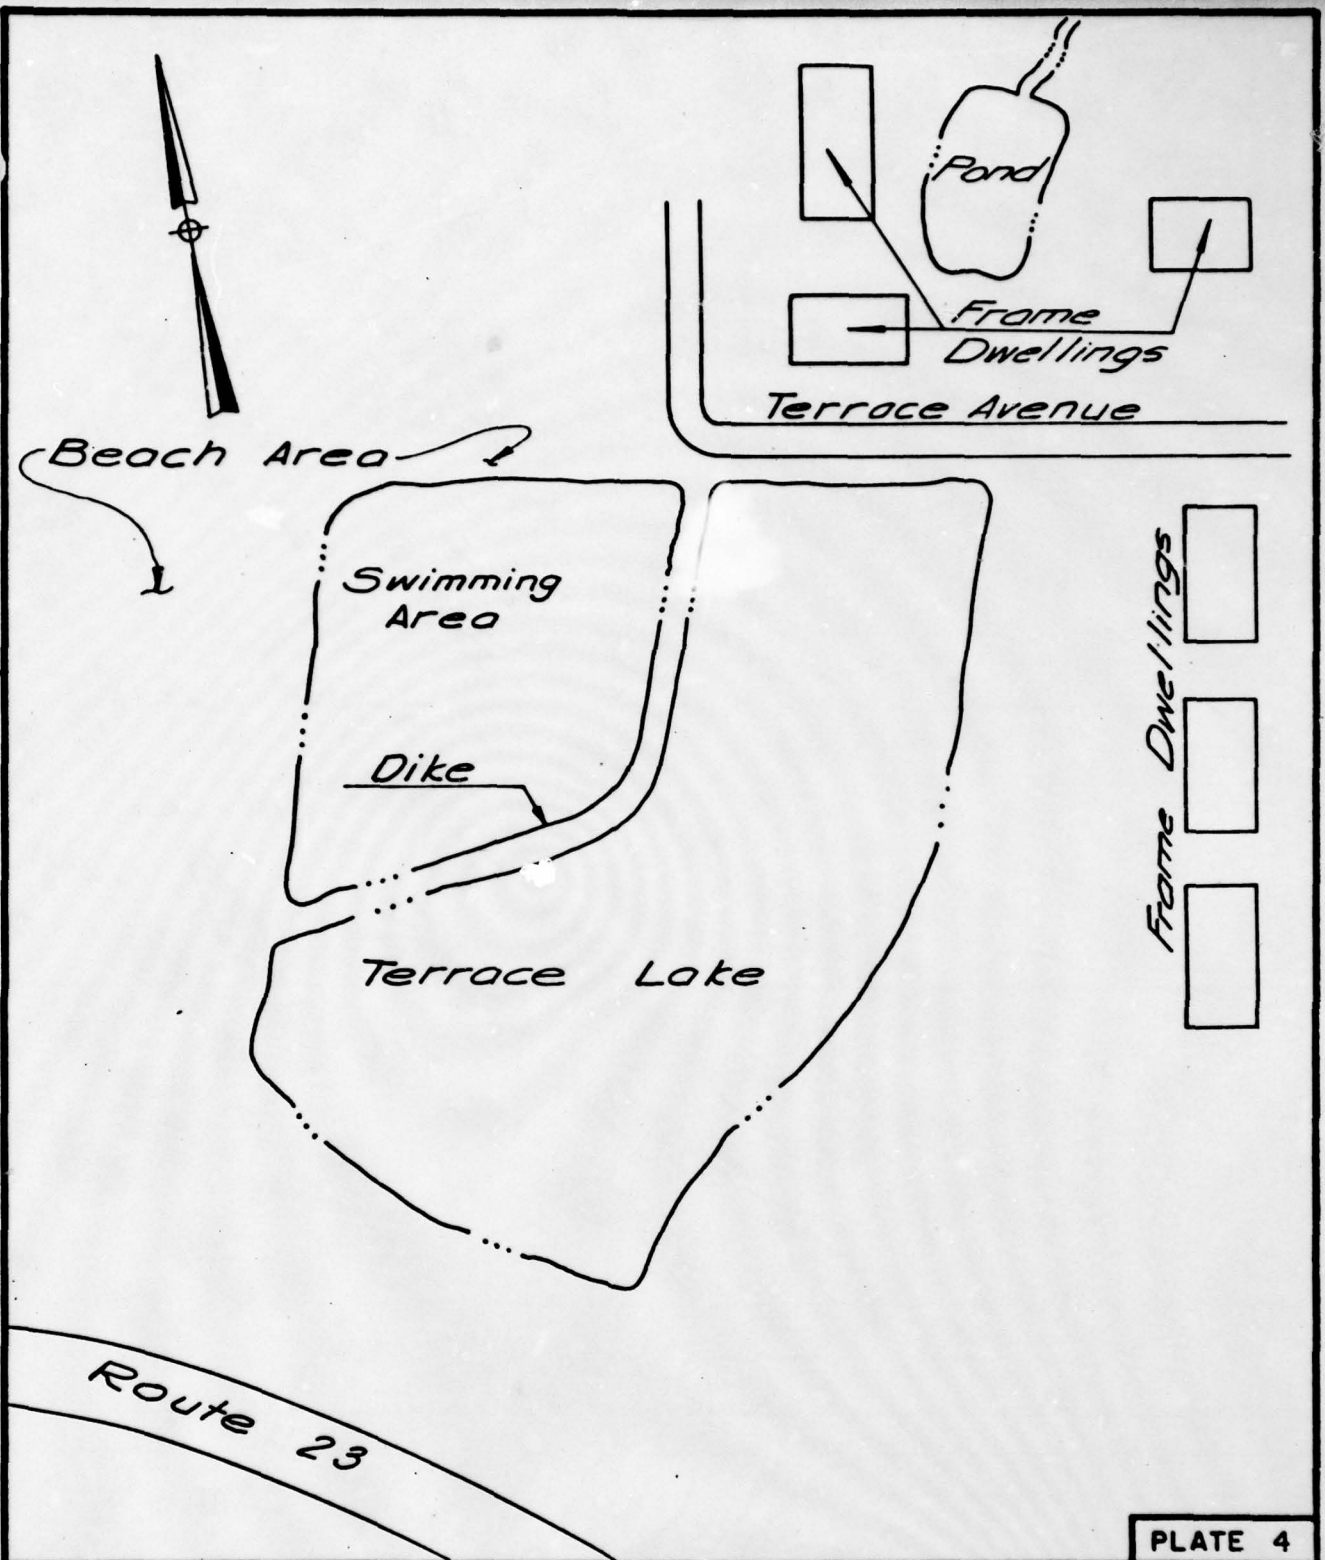 Pond
Frame
Dwellings
Terrace Avenue
Beach Area
Swimming
Area
Frame Dwellings
Dike
Terrace Lake
Route 23
PLATE 4